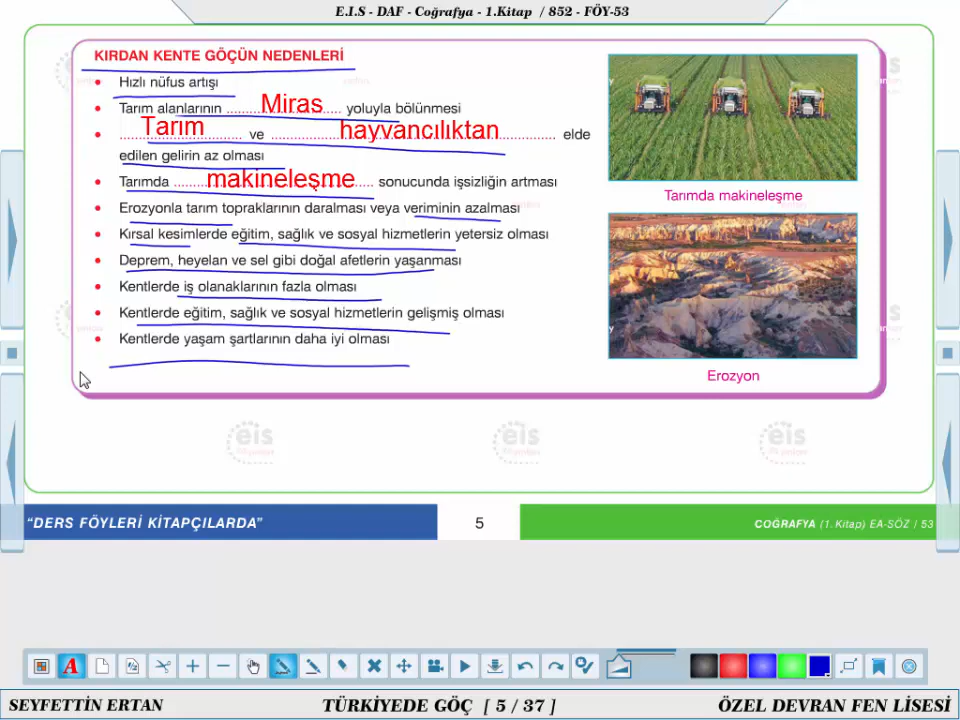 E.I.S - DAF - Coğrafya - 1.Kitap / 852 - FÖY-53
KIRDAN KENTE GÖÇÜN NEDENLERİ
• Hızlı nüfus artışı
• Tarım alanlarının Miras yoluyla bölünmesi
• Tarım ve hayvancılıktan elde
edilen gelirin az olması
• Tarımda makineleşme sonucunda işsizliğin artması
• Erozyonla tarım topraklarının daralması veya veriminin azalması
• Kırsal kesimlerde eğitim, sağlık ve sosyal hizmetlerin yetersiz olması
• Deprem, heyelan ve sel gibi doğal afetlerin yaşanması
• Kentlerde iş olanaklarının fazla olması
• Kentlerde eğitim, sağlık ve sosyal hizmetlerin gelişmiş olması
• Kentlerde yaşam şartlarının daha iyi olması
Tarımda makineleşme
Erozyon
eis eis eis
"DERS FÖYLERİ KİTAPÇILARDA"
5
COĞRAFYA (1. Kitap) EA-SÖZ / 53
A
SEYFETTİN ERTAN
TÜRKİYEDE GÖÇ [ 5 / 37 ]
ÖZEL DEVRAN FEN LİSESİ